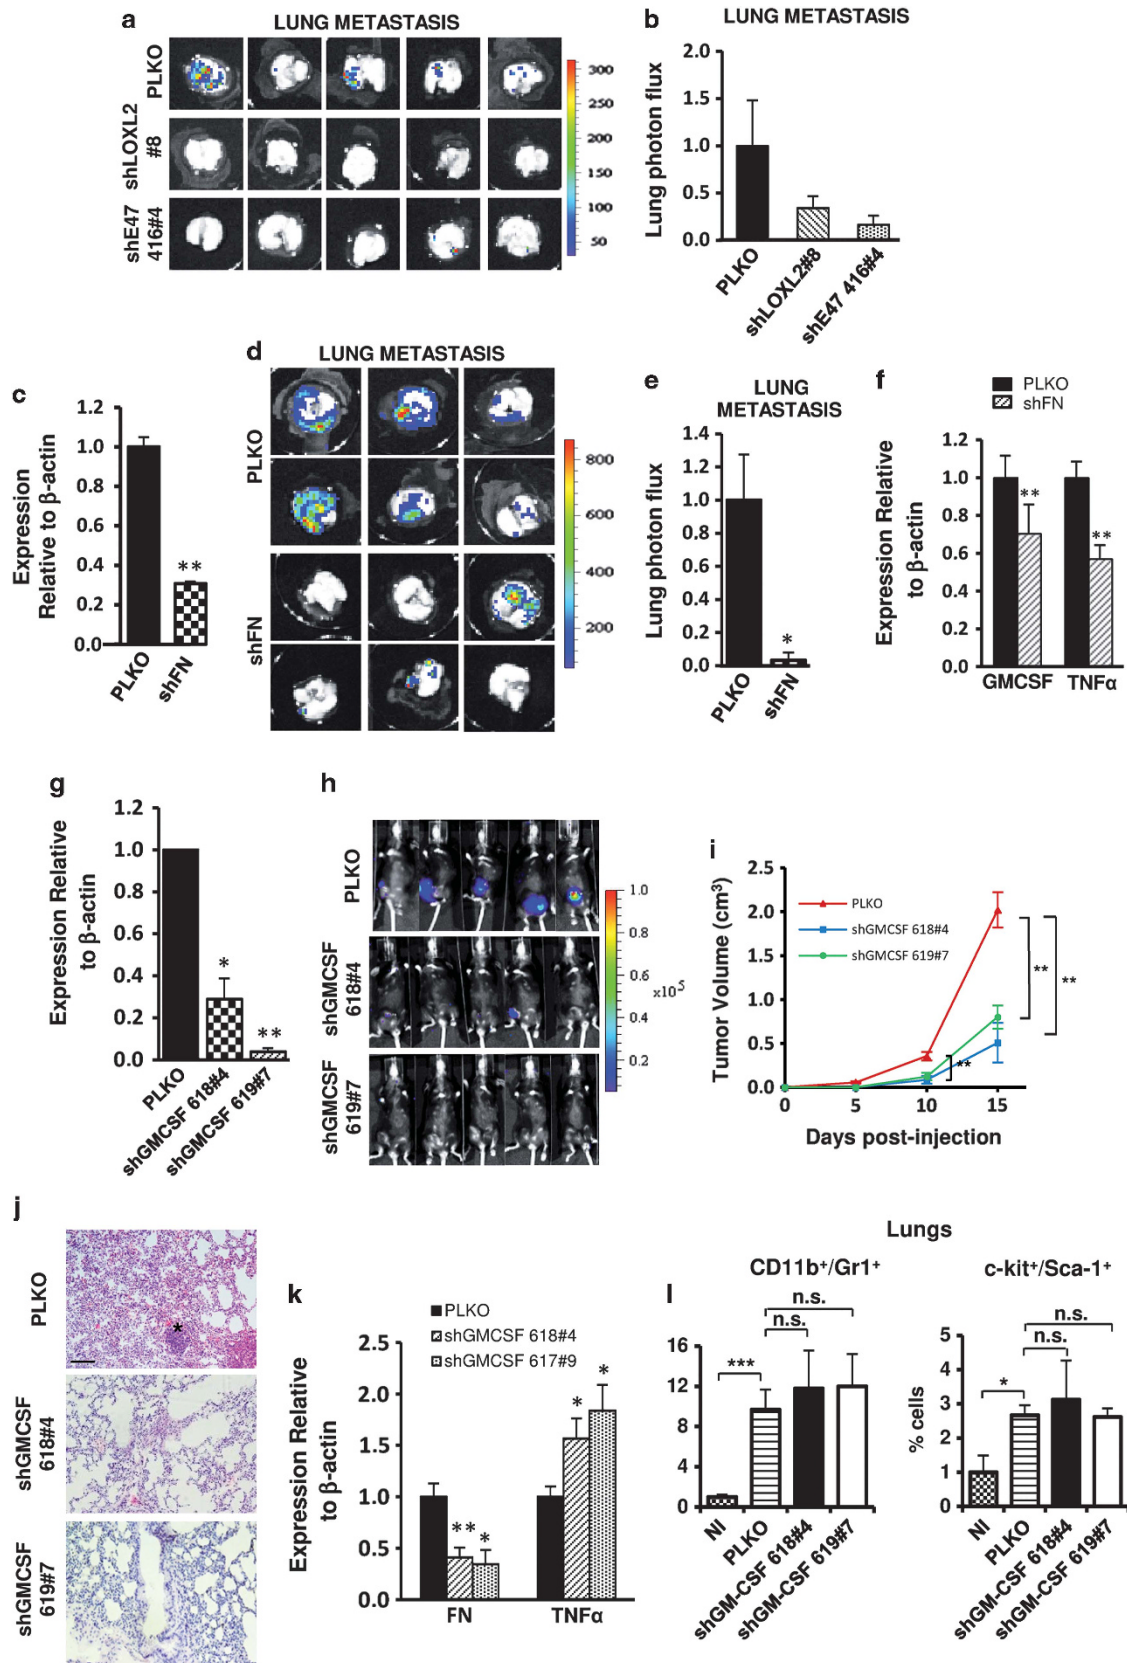 a
LUNG METASTASIS
PLKO
shLOXL2
#8
shE47
416#4
300
250
200
150
100
50
b
LUNG METASTASIS
Lung photon flux
2.0
1.5
1.0
0.5
0.0
PLKO
shLOXL2#8
shE47 416#4
c
Expression
Relative to β-actin
1.2
1.0
0.8
0.6
0.4
0.2
0.0
**
PLKO
shFN
d
LUNG METASTASIS
PLKO
shFN
800
600
400
200
e
LUNG
METASTASIS
Lung photon flux
1.4
1.2
1.0
0.8
0.6
0.4
0.2
0.0
*
PLKO
shFN
f
PLKO
shFN
Expression Relative
to β-actin
1.2
1.0
0.8
0.6
0.4
0.2
0.0
**
**
GMCSF
TNFα
g
Expression Relative
to β-actin
1.2
1.0
0.8
0.6
0.4
0.2
0.0
*
**
PLKO
shGMCSF 618#4
shGMCSF 619#7
h
PLKO
shGMCSF
618#4
shGMCSF
619#7
1.0
0.8
0.6
x10⁵
0.4
0.2
i
Tumor Volume (cm³)
2.5
2.0
1.5
1.0
0.5
0.0
PLKO
shGMCSF 618#4
shGMCSF 619#7
**
**
**
0
5
10
15
Days post-injection
j
PLKO
*
shGMCSF
618#4
shGMCSF
619#7
k
PLKO
shGMCSF 618#4
shGMCSF 617#9
Expression Relative
to β-actin
2.5
2.0
1.5
1.0
0.5
0.0
**
*
*
*
FN
TNFα
l
Lungs
CD11b⁺/Gr1⁺
n.s.
n.s.
***
16
12
8
4
0
NI
PLKO
shGM-CSF 618#4
shGM-CSF 619#7
c-kit⁺/Sca-1⁺
n.s.
n.s.
*
% cells
5
4
3
2
1
0
NI
PLKO
shGM-CSF 618#4
shGM-CSF 619#7